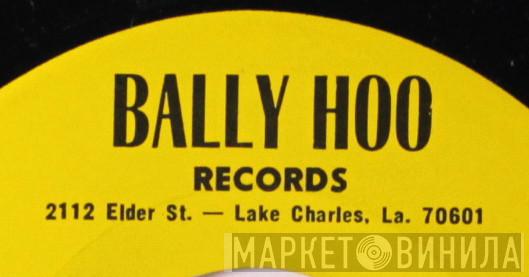 BALLY HOO
RECORDS
2112 Elder St. — Lake Charles, La. 70601
МАРКЕТ ВИНИЛА